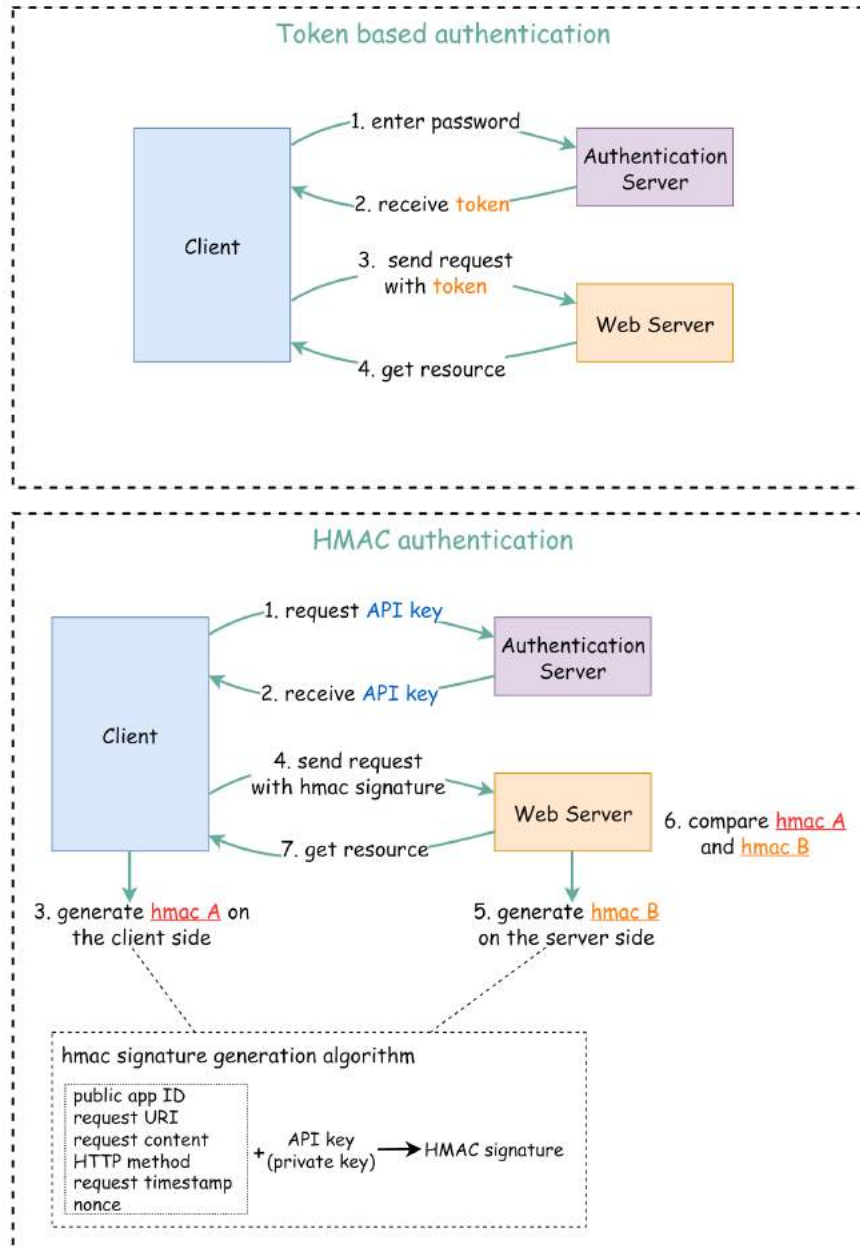 Token based authentication
1. enter password
Authentication
Server
2. receive token
Client
3. send request
with token
Web Server
4. get resource
HMAC authentication
1. request API key
Authentication
Server
2. receive API key
Client
4. send request
with hmac signature
Web Server
6. compare hmac A
and hmac B
7. get resource
3. generate hmac A on
the client side
5. generate hmac B
on the server side
hmac signature generation algorithm
public app ID
request URI
request content
HTTP method
request timestamp
nonce
+ API key
(private key)
HMAC signature